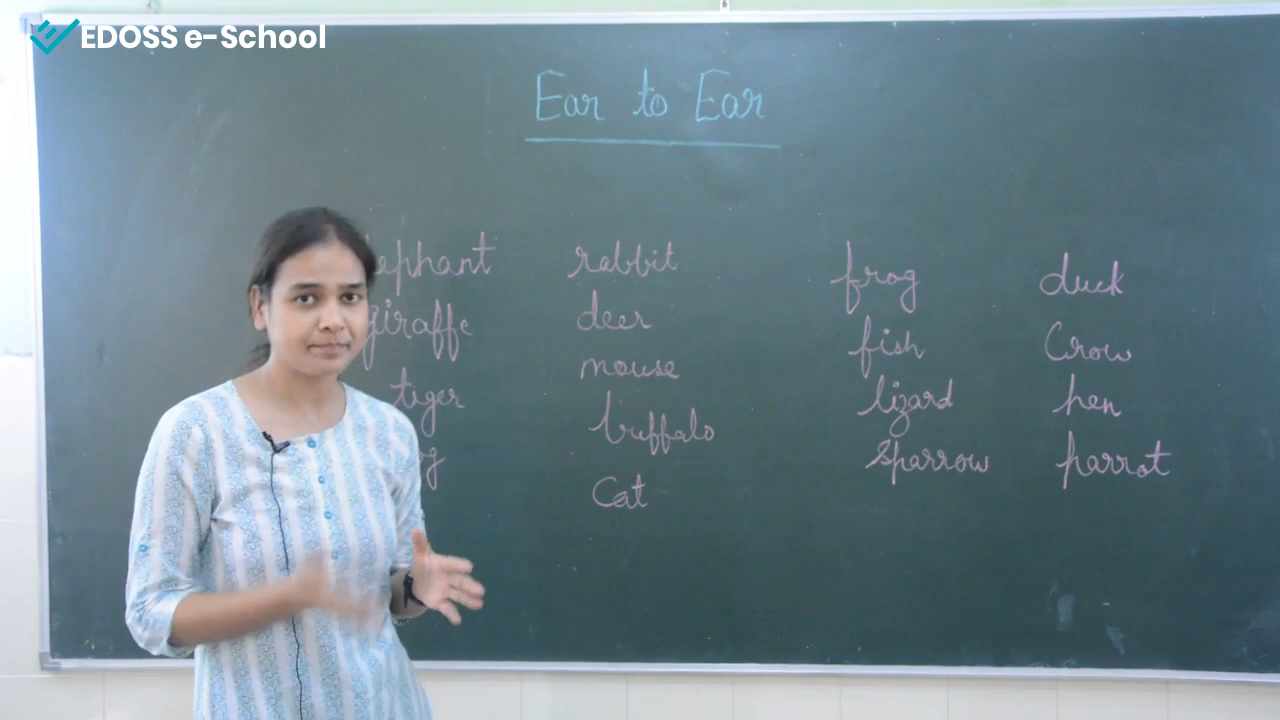 EDOSS e-School
Ear to Ear
ephant rabbit frog duck
giraffe deer fish Crow
tiger mouse lizard hen
buffalo sparrow parrot
Cat